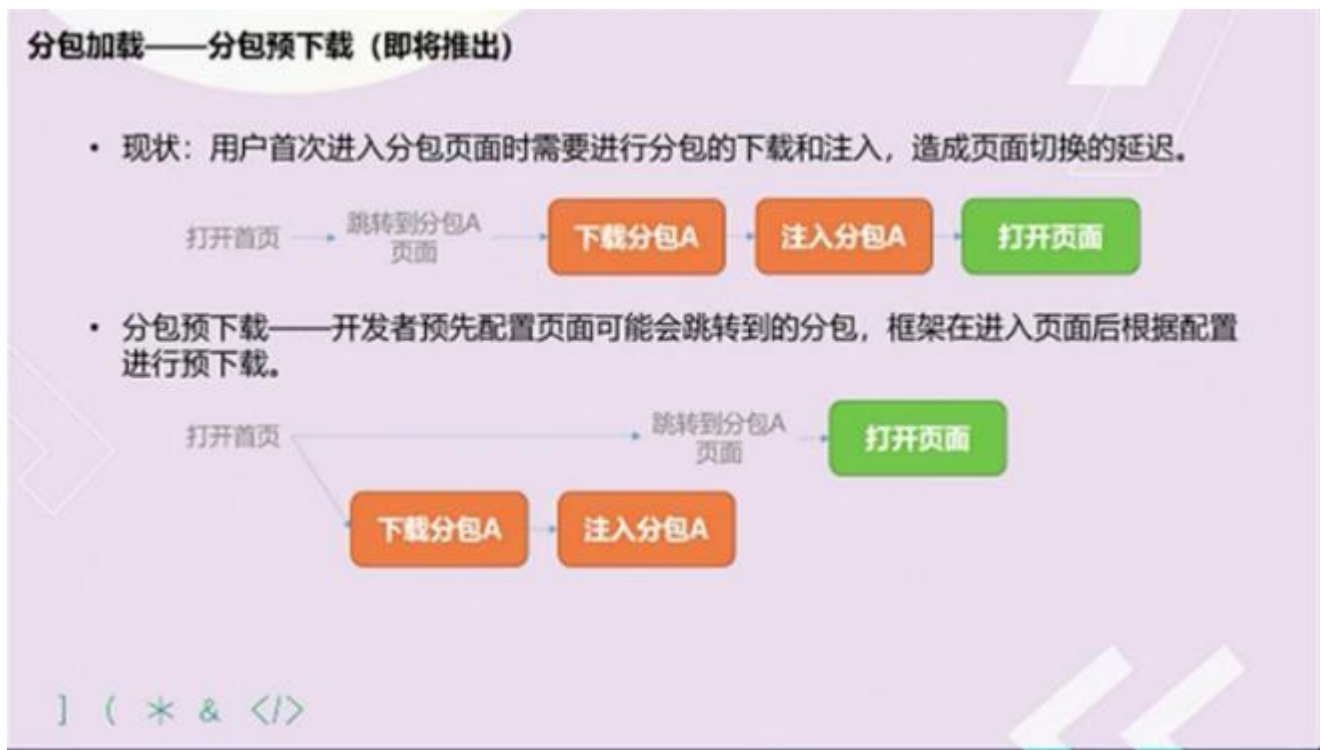 分包加载——分包预下载（即将推出）
• 现状：用户首次进入分包页面时需要进行分包的下载和注入，造成页面切换的延迟。
打开首页
跳转到分包A
页面
下载分包A
注入分包A
打开页面
• 分包预下载——开发者预先配置页面可能会跳转到的分包，框架在进入页面后根据配置
进行预下载。
打开首页
跳转到分包A
页面
打开页面
下载分包A
注入分包A
] ( * & </>